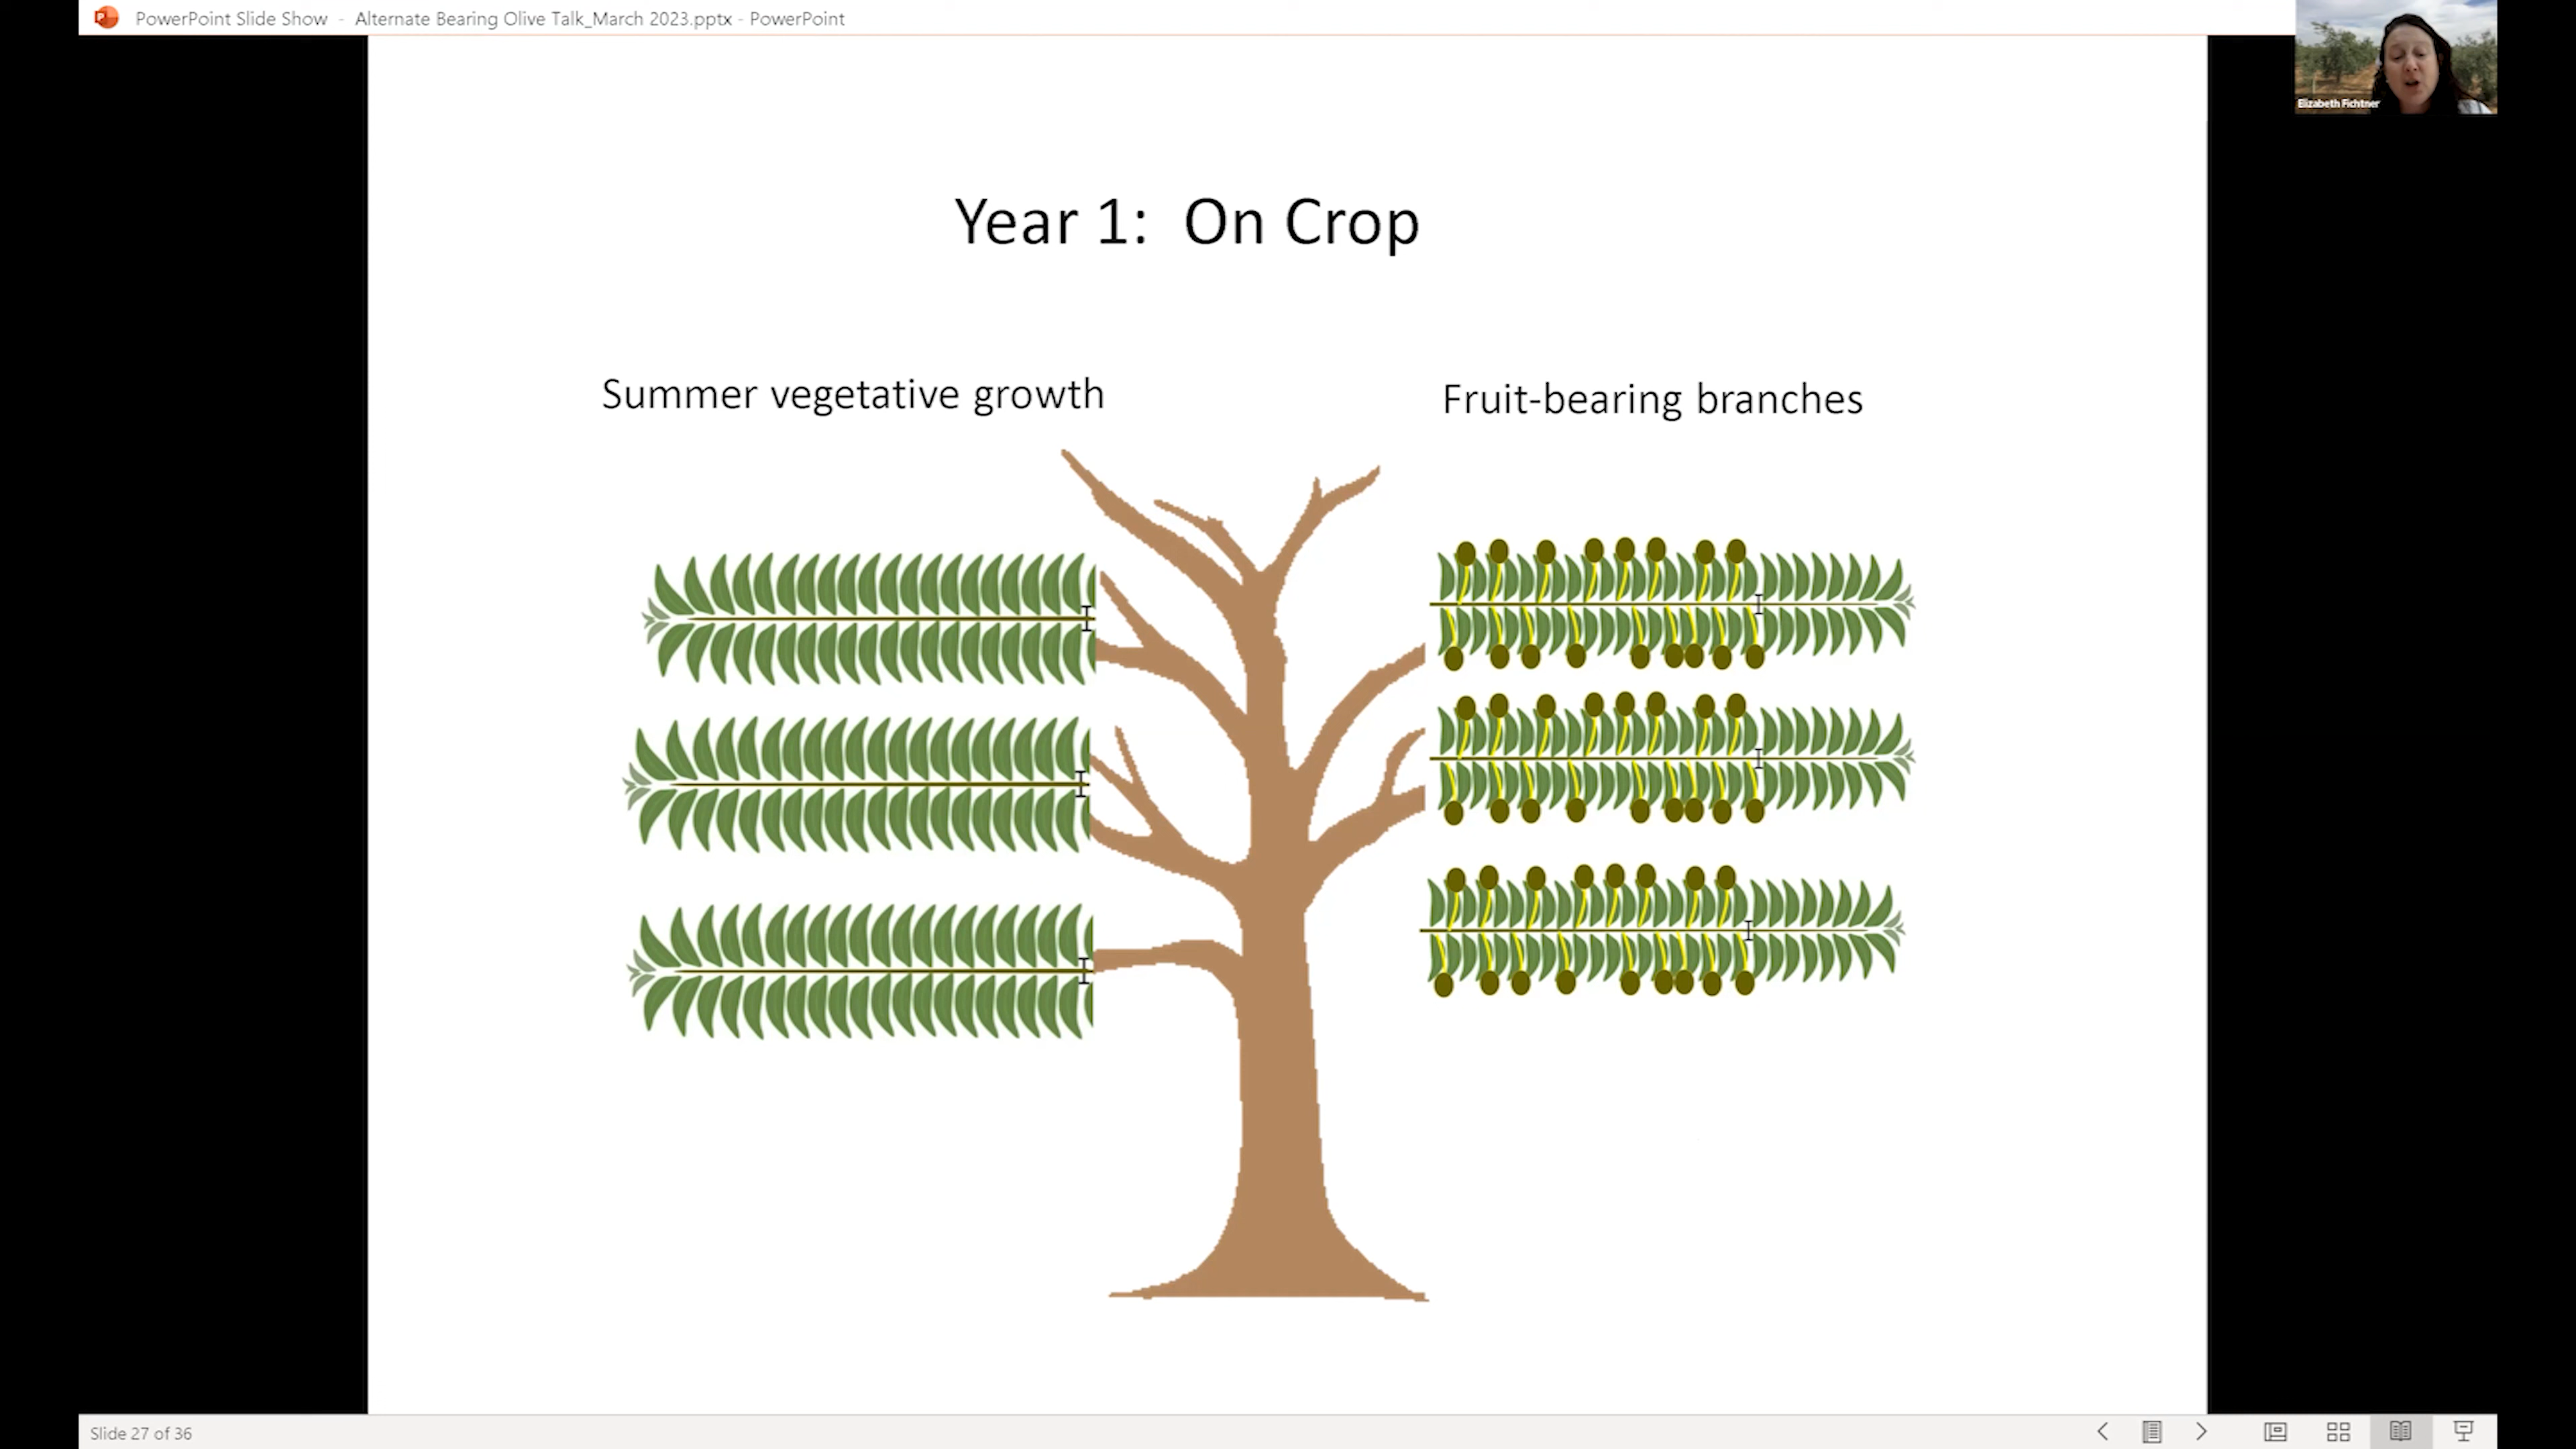 PowerPoint Slide Show - Alternate Bearing Olive Talk_March 2023.pptx - PowerPoint
Elizabeth Fichtner
Year 1: On Crop
Summer vegetative growth
Fruit-bearing branches
Slide 27 of 36